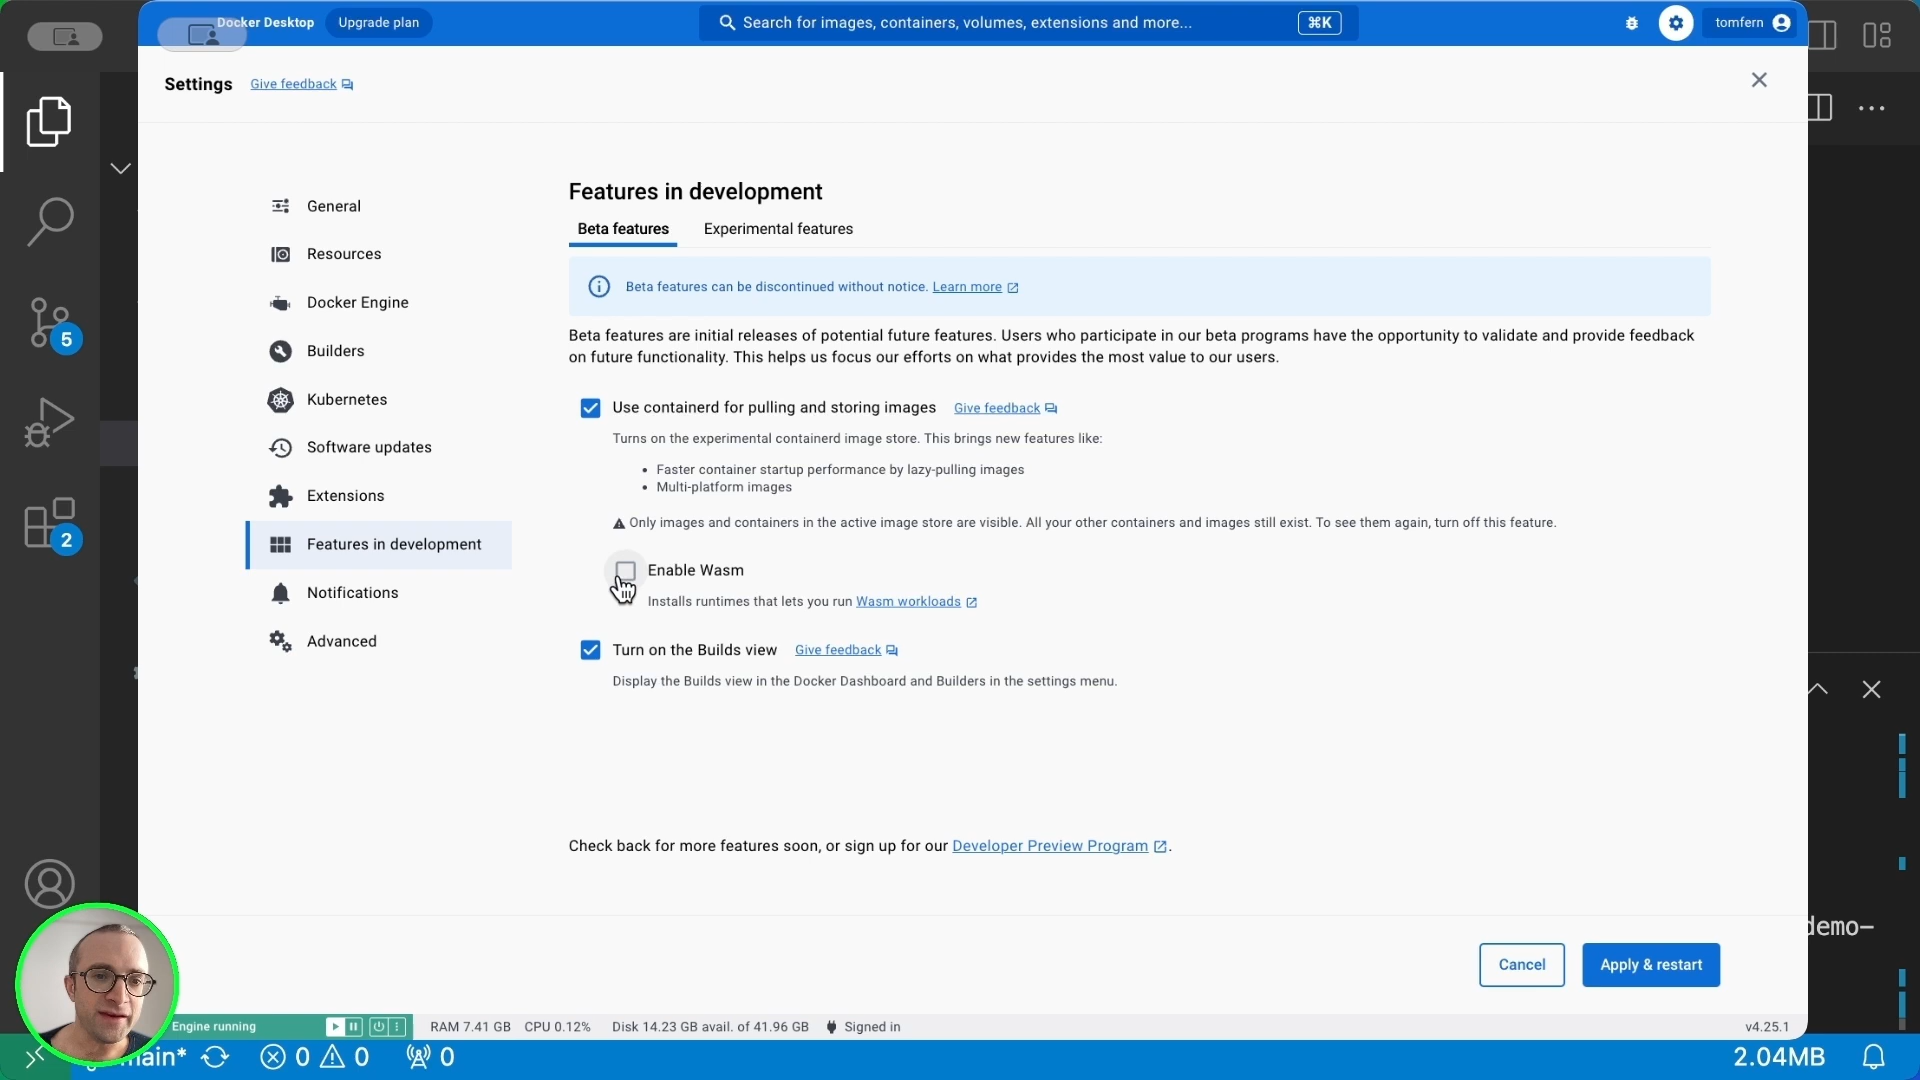 Docker Desktop
Upgrade plan
Search for images, containers, volumes, extensions and more...
⌘K
tomfern
Settings
Give feedback
General
Resources
Docker Engine
Builders
Kubernetes
Software updates
Extensions
Features in development
Notifications
Advanced
Features in development
Beta features
Experimental features
Beta features can be discontinued without notice. Learn more
Beta features are initial releases of potential future features. Users who participate in our beta programs have the opportunity to validate and provide feedback
on future functionality. This helps us focus our efforts on what provides the most value to our users.
Use containerd for pulling and storing images
Give feedback
Turns on the experimental containerd image store. This brings new features like:
• Faster container startup performance by lazy-pulling images
• Multi-platform images
Only images and containers in the active image store are visible. All your other containers and images still exist. To see them again, turn off this feature.
Enable Wasm
Installs runtimes that lets you run Wasm workloads
Turn on the Builds view
Give feedback
Display the Builds view in the Docker Dashboard and Builders in the settings menu.
Check back for more features soon, or sign up for our Developer Preview Program.
Cancel
Apply & restart
Engine running
RAM 7.41 GB CPU 0.12% Disk 14.23 GB avail. of 41.96 GB
Signed in
v4.25.1
5
2
demo-
0 0 0
2.04MB